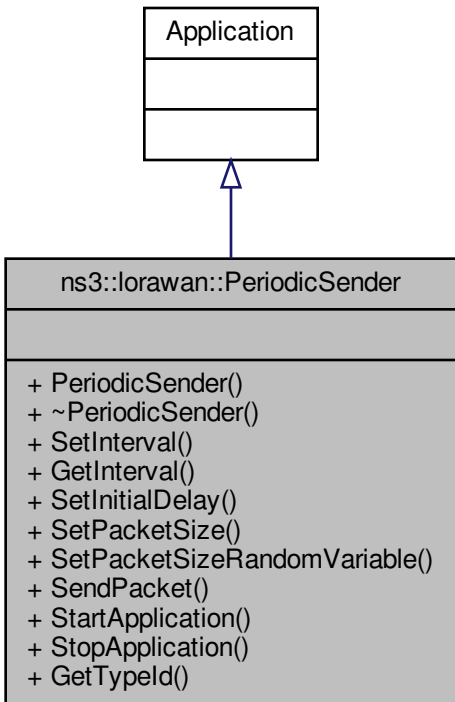 Application
ns3::lorawan::PeriodicSender
+ PeriodicSender()
+ ~PeriodicSender()
+ SetInterval()
+ GetInterval()
+ SetInitialDelay()
+ SetPacketSize()
+ SetPacketSizeRandomVariable()
+ SendPacket()
+ StartApplication()
+ StopApplication()
+ GetTypeId()